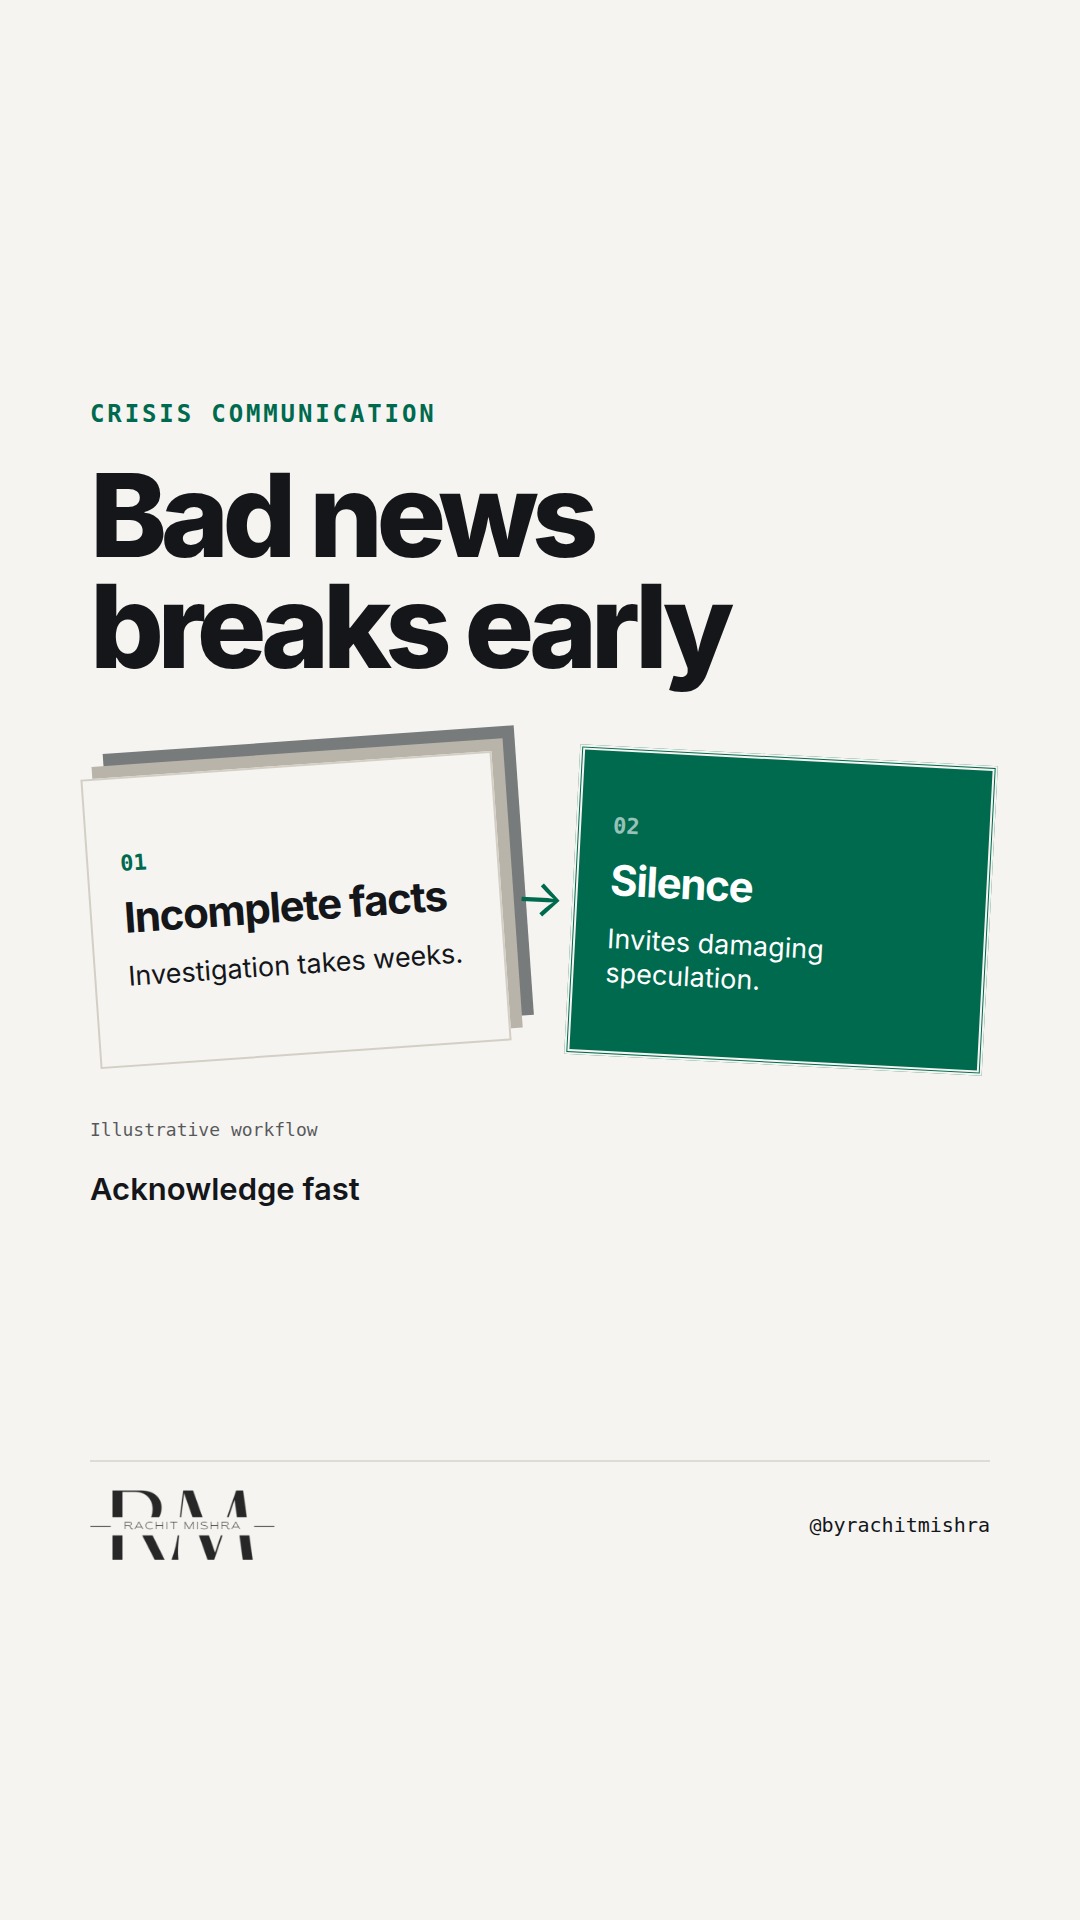 CRISIS COMMUNICATION
Bad news
breaks early
01
Incomplete facts
Investigation takes weeks.
02
Silence
Invites damaging
speculation.
Illustrative workflow
Acknowledge fast
RM
RACHIT MISHRA
@byrachitmishra